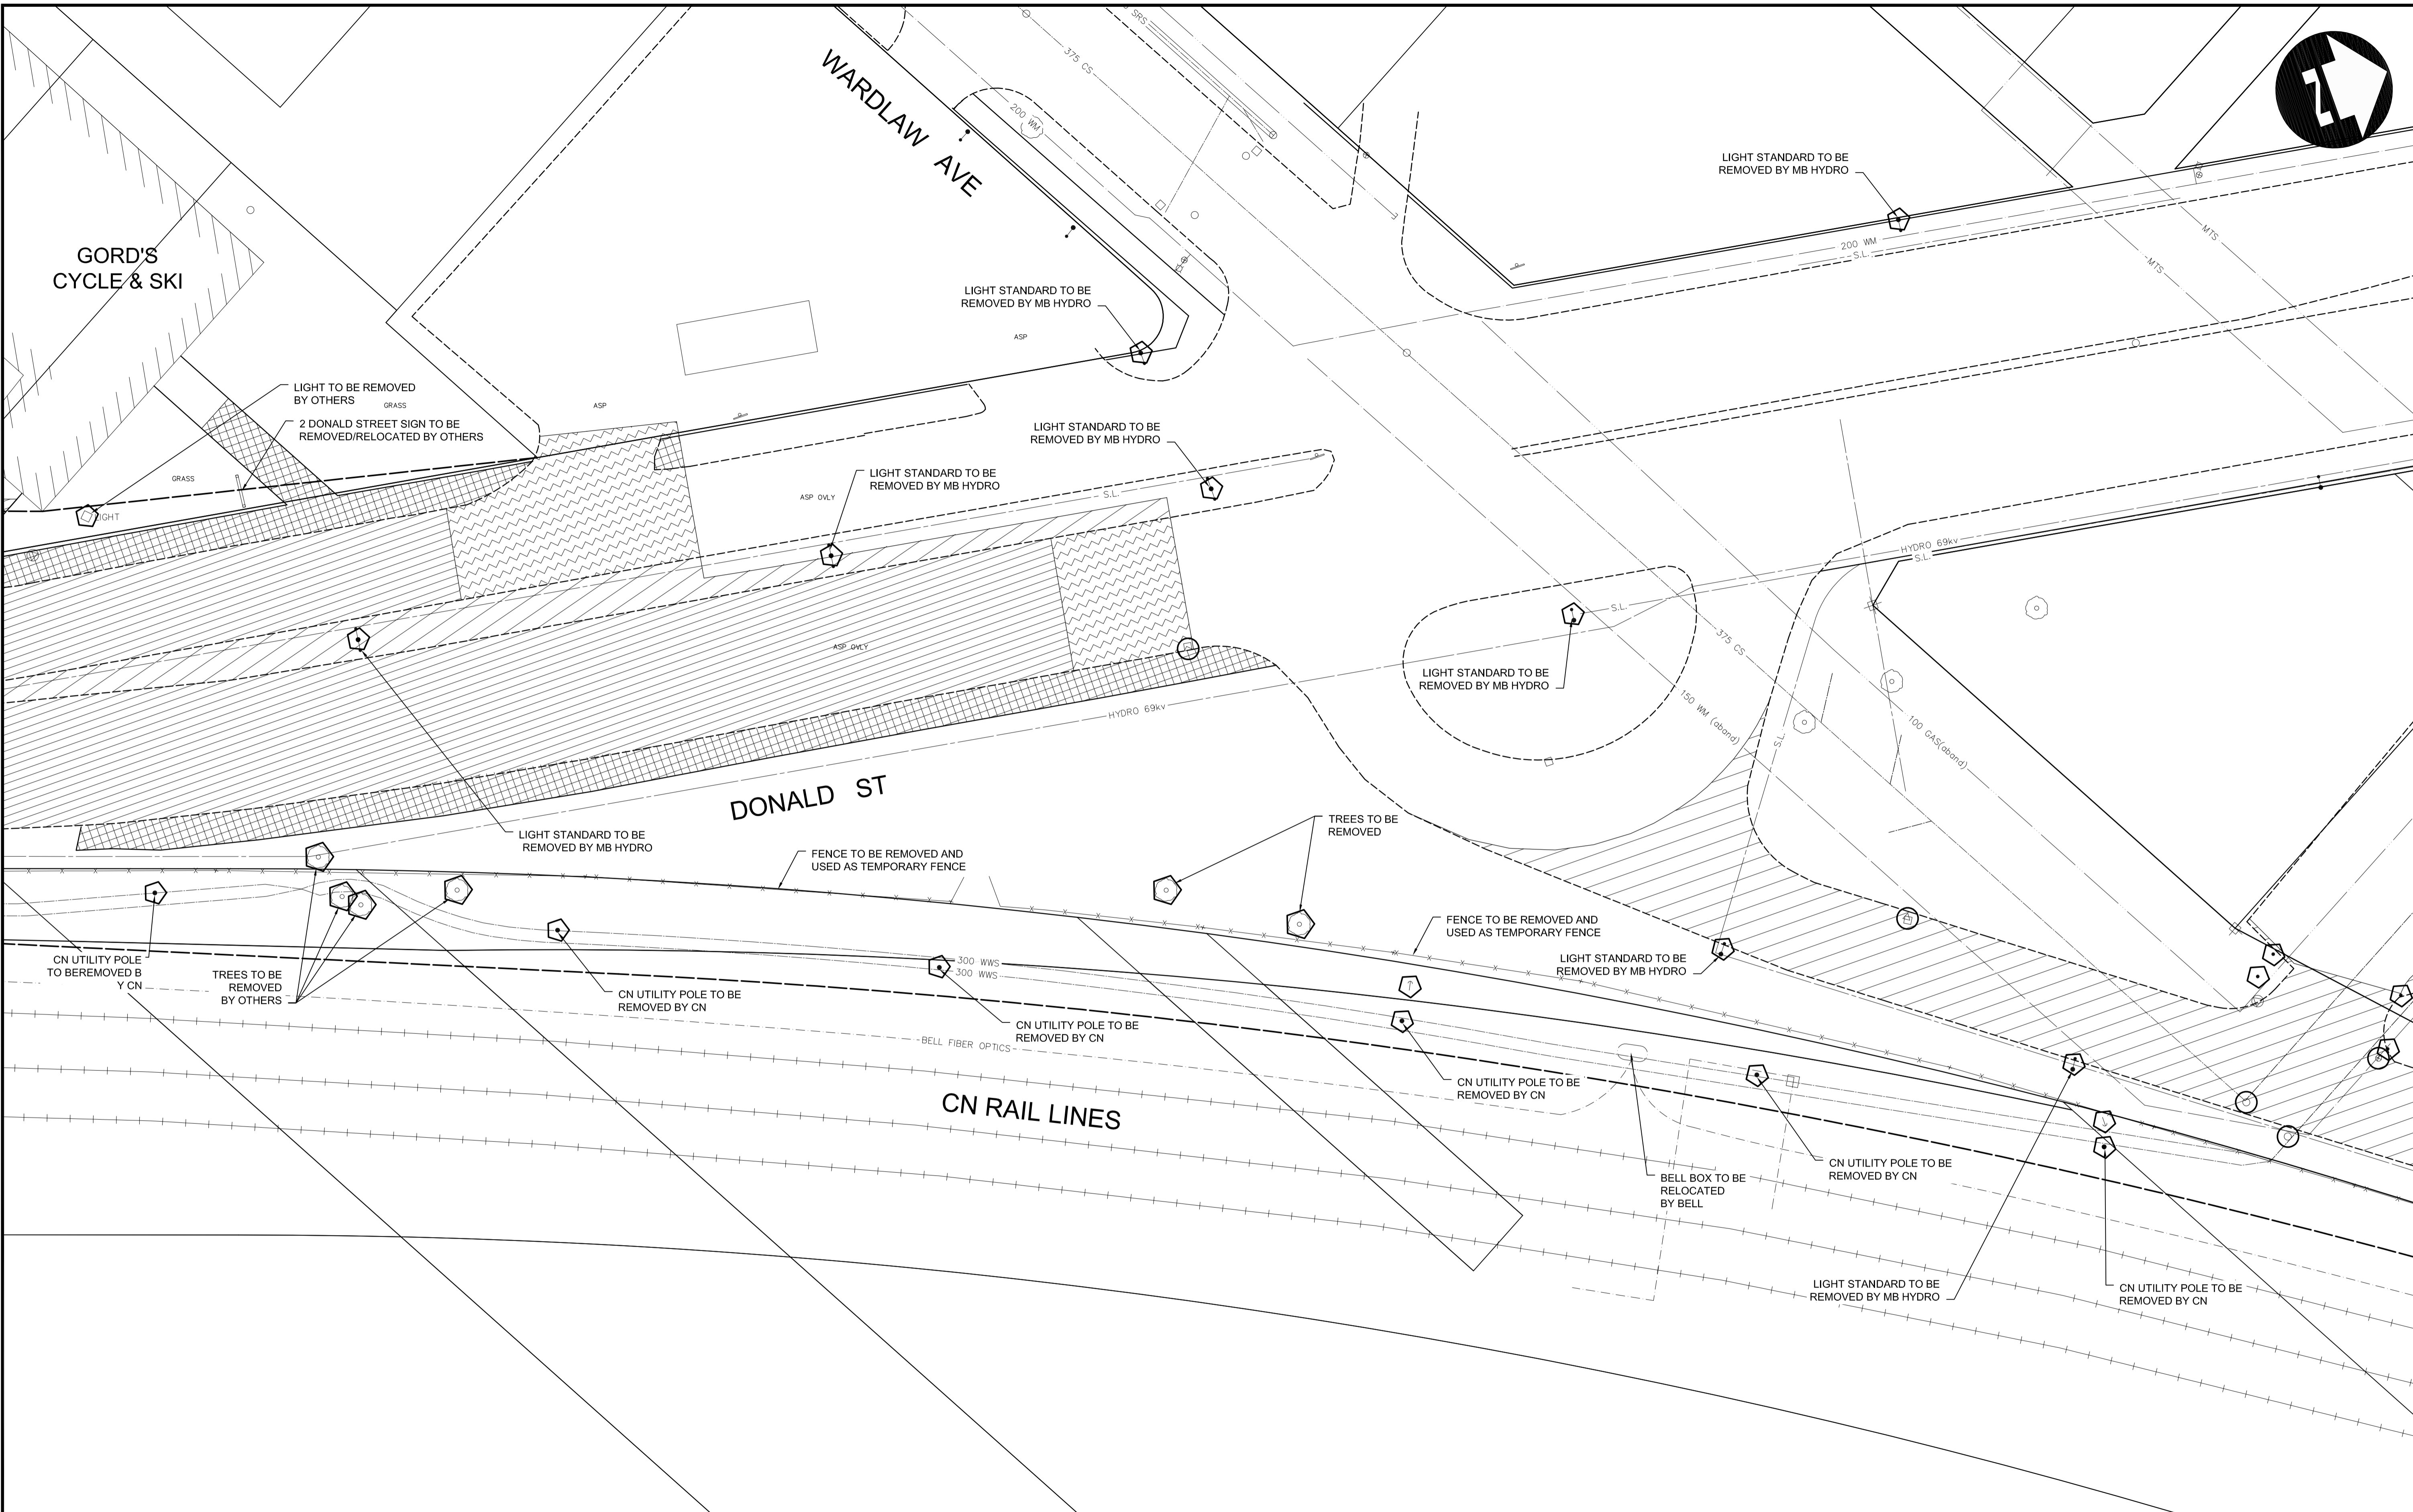 SRS
375 CS
WARDLAW AVE
200 WM
N
LIGHT STANDARD TO BE
REMOVED BY MB HYDRO
GORD'S
CYCLE & SKI
LIGHT STANDARD TO BE
REMOVED BY MB HYDRO
200 WM
S.L.
MTS
MTS
ASP
LIGHT TO BE REMOVED
BY OTHERS
GRASS
ASP
2 DONALD STREET SIGN TO BE
REMOVED/RELOCATED BY OTHERS
LIGHT STANDARD TO BE
REMOVED BY MB HYDRO
GRASS
LIGHT STANDARD TO BE
REMOVED BY MB HYDRO
ASP OVLY
S.L.
LIGHT
HYDRO 69kv
S.L.
S.L.
ASP OVLY
375 CS
LIGHT STANDARD TO BE
REMOVED BY MB HYDRO
150 WM (aband)
HYDRO 69kv
S.L.
100 GAS(aband)
DONALD ST
LIGHT STANDARD TO BE
REMOVED BY MB HYDRO
TREES TO BE
REMOVED
FENCE TO BE REMOVED AND
USED AS TEMPORARY FENCE
FENCE TO BE REMOVED AND
USED AS TEMPORARY FENCE
CN UTILITY POLE
TO BEREMOVED B
Y CN
TREES TO BE
REMOVED
BY OTHERS
300 WWS
300 WWS
LIGHT STANDARD TO BE
REMOVED BY MB HYDRO
CN UTILITY POLE TO BE
REMOVED BY CN
CN UTILITY POLE TO BE
REMOVED BY CN
BELL FIBER OPTICS
CN UTILITY POLE TO BE
REMOVED BY CN
CN RAIL LINES
CN UTILITY POLE TO BE
REMOVED BY CN
BELL BOX TO BE
RELOCATED
BY BELL
LIGHT STANDARD TO BE
REMOVED BY MB HYDRO
CN UTILITY POLE TO BE
REMOVED BY CN